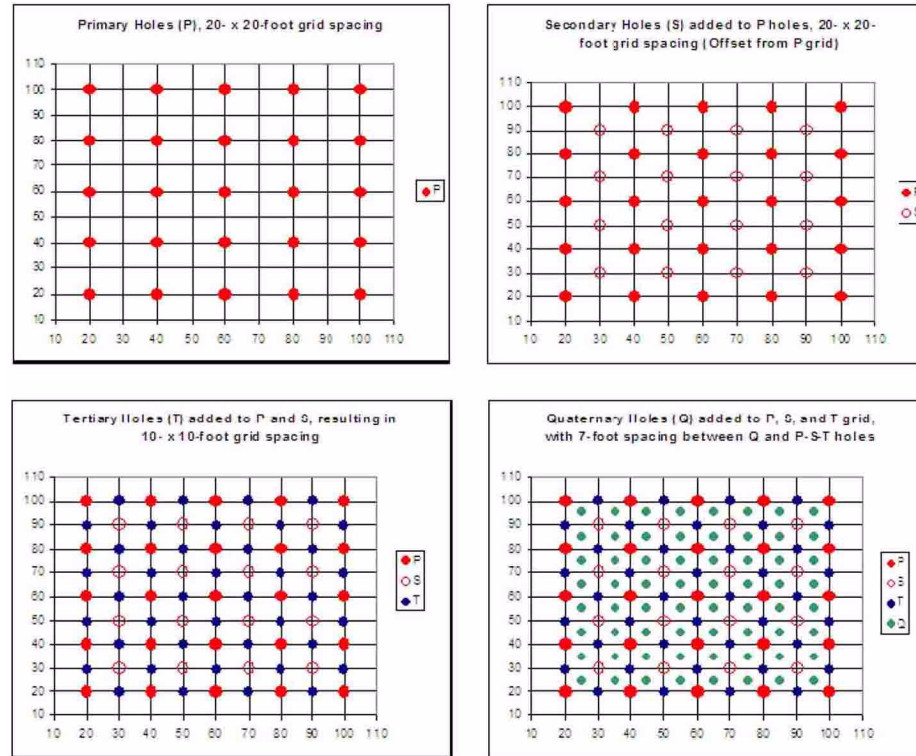 Primary Holes (P), 20- x 20-foot grid spacing
110
100
90
80
70
60
50
40
30
20
10
10 20 30 40 50 60 70 80 90 100 110
P
Secondary Holes (S) added to P holes, 20- x 20-
foot grid spacing (Offset from P grid)
110
100
90
80
70
60
50
40
30
20
10
10 20 30 40 50 60 70 80 90 100 110
Tertiary Holes (T) added to P and S, resulting in
10- x 10-foot grid spacing
110
100
90
80
70
60
50
40
30
20
10
10 20 30 40 50 60 70 80 90 100 110
P
S
T
Quaternary Holes (Q) added to P, S, and T grid,
with 7-foot spacing between Q and P-S-T holes
110
100
90
80
70
60
50
40
30
20
10
10 20 30 40 50 60 70 80 90 100 110
P
S
T
Q